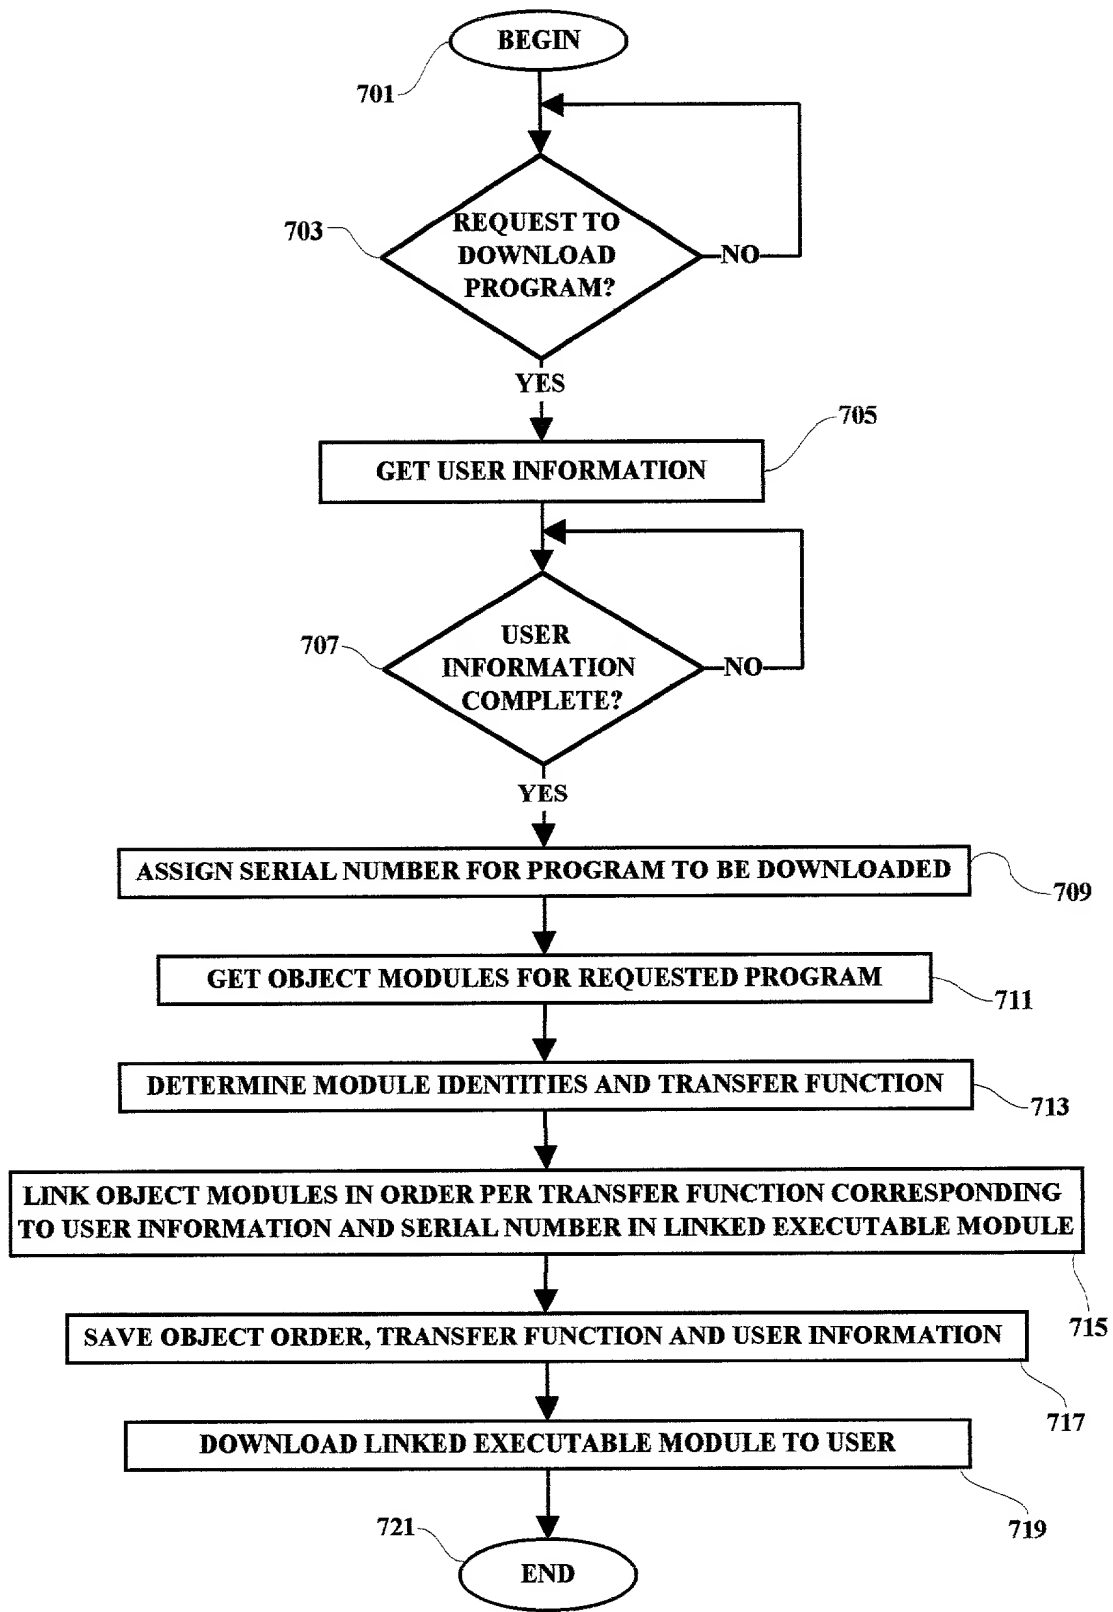 BEGIN
701
REQUEST TO
DOWNLOAD
PROGRAM?
703
NO
YES
705
GET USER INFORMATION
USER
INFORMATION
COMPLETE?
707
NO
YES
ASSIGN SERIAL NUMBER FOR PROGRAM TO BE DOWNLOADED
709
GET OBJECT MODULES FOR REQUESTED PROGRAM
711
DETERMINE MODULE IDENTITIES AND TRANSFER FUNCTION
713
LINK OBJECT MODULES IN ORDER PER TRANSFER FUNCTION CORRESPONDING
TO USER INFORMATION AND SERIAL NUMBER IN LINKED EXECUTABLE MODULE
715
SAVE OBJECT ORDER, TRANSFER FUNCTION AND USER INFORMATION
717
DOWNLOAD LINKED EXECUTABLE MODULE TO USER
719
721
END